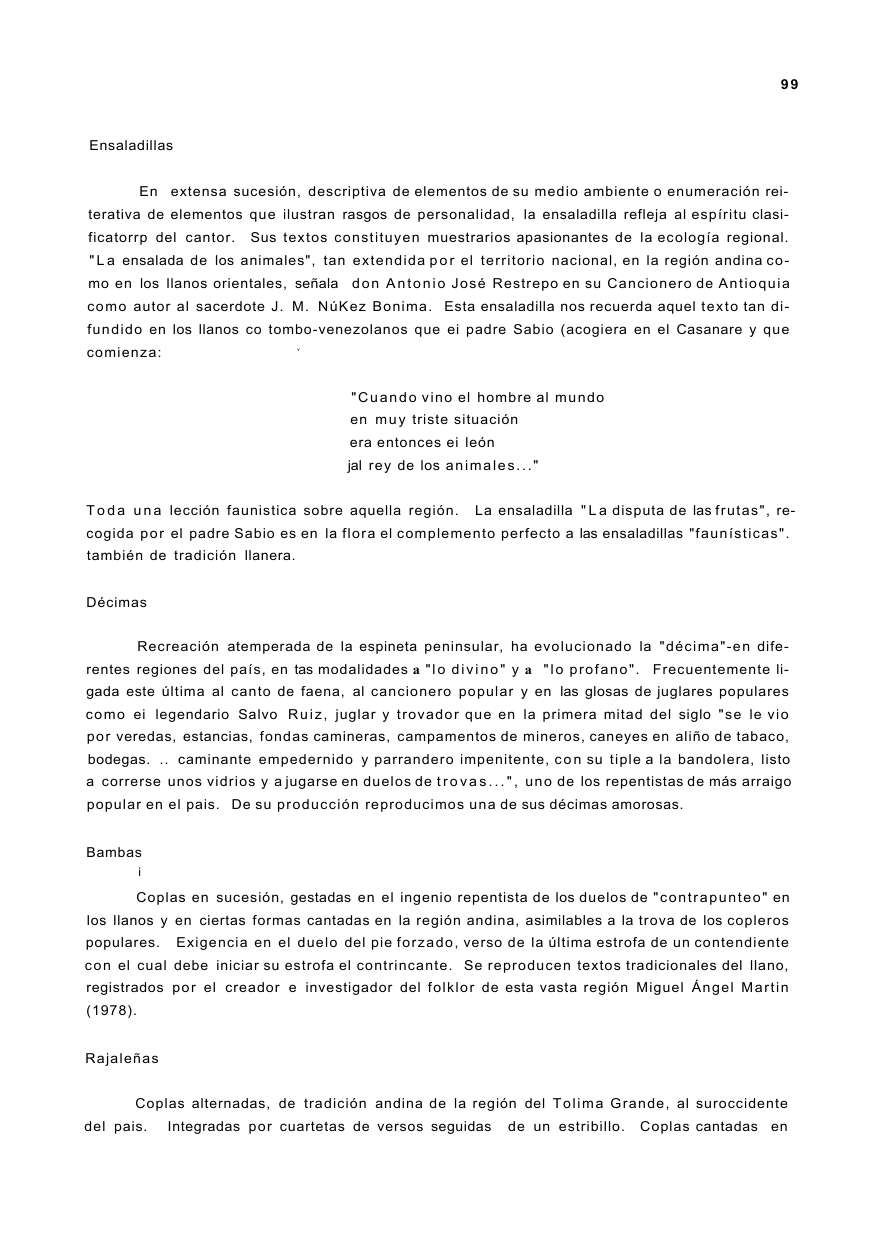 99
Ensaladillas
En extensa sucesión, descriptiva de elementos de su medio ambiente o enumeración rei-
terativa de elementos que ilustran rasgos de personalidad, la ensaladilla refleja al espíritu clasi-
ficatorrp del cantor. Sus textos constituyen muestrarios apasionantes de la ecología regional.
"La ensalada de los animales", tan extendida por el territorio nacional, en la región andina co-
mo en los llanos orientales, señala don Antonio José Restrepo en su Cancionero de Antioquia
como autor al sacerdote J. M. NúKez Bonima. Esta ensaladilla nos recuerda aquel texto tan di-
fundido en los llanos co tombo-venezolanos que ei padre Sabio (acogiera en el Casanare y que
comienza:
"Cuando vino el hombre al mundo
en muy triste situación
era entonces ei león
jal rey de los animales..."
Toda una lección faunistica sobre aquella región. La ensaladilla "La disputa de las frutas", re-
cogida por el padre Sabio es en la flora el complemento perfecto a las ensaladillas "faunísticas".
también de tradición llanera.
Décimas
Recreación atemperada de la espineta peninsular, ha evolucionado la "décima"-en dife-
rentes regiones del país, en tas modalidades a "lo divino" y a "lo profano". Frecuentemente li-
gada este última al canto de faena, al cancionero popular y en las glosas de juglares populares
como ei legendario Salvo Ruiz, juglar y trovador que en la primera mitad del siglo "se le vio
por veredas, estancias, fondas camineras, campamentos de mineros, caneyes en aliño de tabaco,
bodegas. .. caminante empedernido y parrandero impenitente, con su tiple a la bandolera, listo
a correrse unos vidrios y a jugarse en duelos de trovas...", uno de los repentistas de más arraigo
popular en el pais. De su producción reproducimos una de sus décimas amorosas.
Bambas
i
Coplas en sucesión, gestadas en el ingenio repentista de los duelos de "contrapunteo" en
los llanos y en ciertas formas cantadas en la región andina, asimilables a la trova de los copleros
populares. Exigencia en el duelo del pie forzado, verso de la última estrofa de un contendiente
con el cual debe iniciar su estrofa el contrincante. Se reproducen textos tradicionales del llano,
registrados por el creador e investigador del folklor de esta vasta región Miguel Ángel Martin
(1978).
Rajaleñas
Coplas alternadas, de tradición andina de la región del Tolima Grande, al suroccidente
del pais. Integradas por cuartetas de versos seguidas de un estribillo. Coplas cantadas en